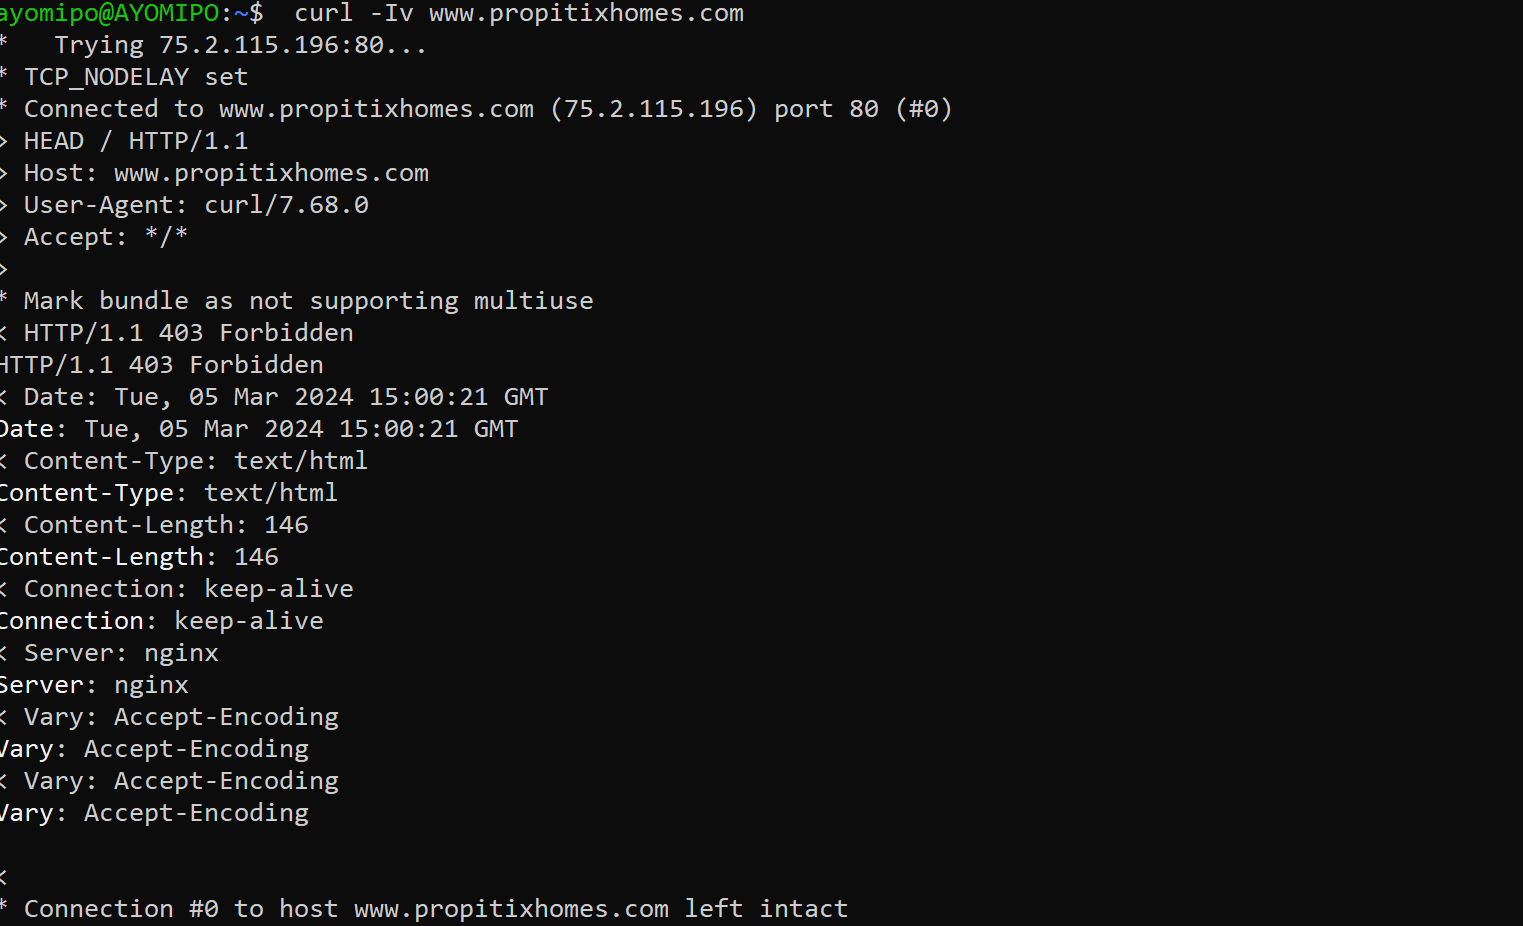 ayomipo@AYOMIPO:~$  curl -Iv www.propitixhomes.com
*   Trying 75.2.115.196:80...
* TCP_NODELAY set
* Connected to www.propitixhomes.com (75.2.115.196) port 80 (#0)
> HEAD / HTTP/1.1
> Host: www.propitixhomes.com
> User-Agent: curl/7.68.0
> Accept: */*
>
* Mark bundle as not supporting multiuse
< HTTP/1.1 403 Forbidden
HTTP/1.1 403 Forbidden
< Date: Tue, 05 Mar 2024 15:00:21 GMT
Date: Tue, 05 Mar 2024 15:00:21 GMT
< Content-Type: text/html
Content-Type: text/html
< Content-Length: 146
Content-Length: 146
< Connection: keep-alive
Connection: keep-alive
< Server: nginx
Server: nginx
< Vary: Accept-Encoding
Vary: Accept-Encoding
< Vary: Accept-Encoding
Vary: Accept-Encoding
<
* Connection #0 to host www.propitixhomes.com left intact